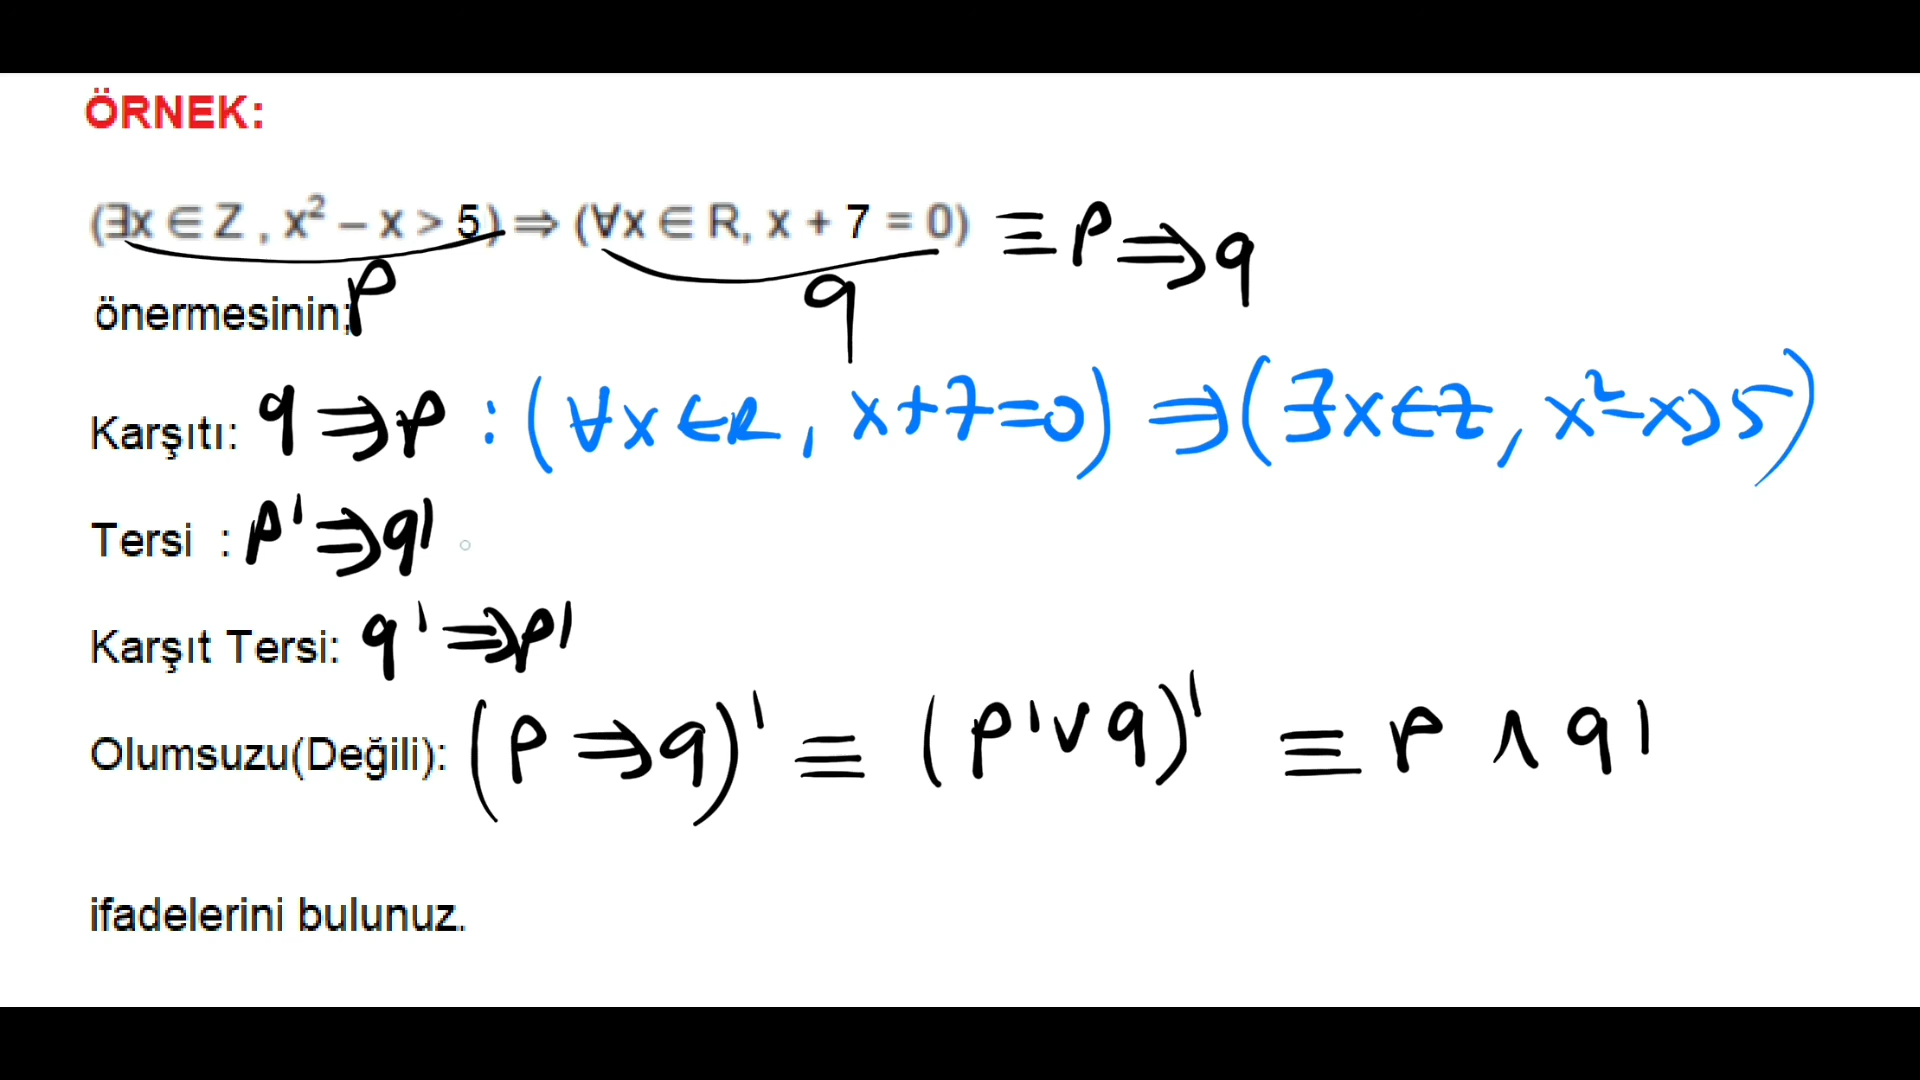 ÖRNEK:
(∃x ∈ Z , x² – x > 5) ⇒ (∀x ∈ R, x + 7 = 0) ≡ p ⇒ q
p q
önermesinin;
Karşıtı: q ⇒ p : (∀x ∈ R, x+7=0) ⇒ (∃x ∈ Z, x²-x>5)
Tersi : p' ⇒ q'
Karşıt Tersi: q' ⇒ p'
Olumsuzu(Değili): (p ⇒ q)' ≡ (p' ∨ q)' ≡ p ∧ q'
ifadelerini bulunuz.